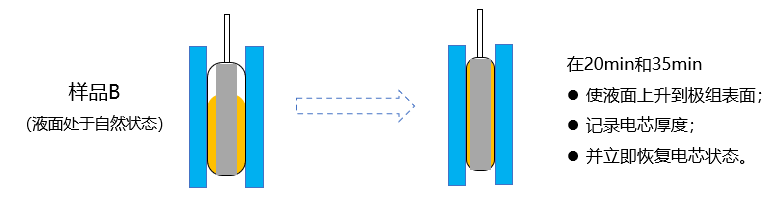 样品B
（液面处于自然状态）
在20min和35min
● 使液面上升到极组表面；
● 记录电芯厚度；
● 并立即恢复电芯状态。